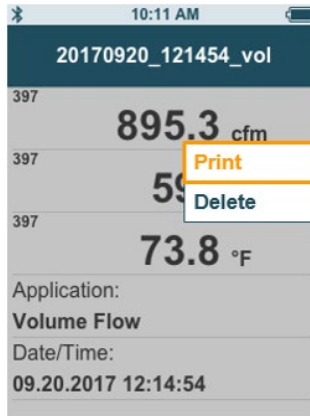 10:11 AM
20170920_121454_vol
397
895.3 cfm
397
Print
Delete
397
73.8 °F
Application:
Volume Flow
Date/Time:
09.20.2017 12:14:54